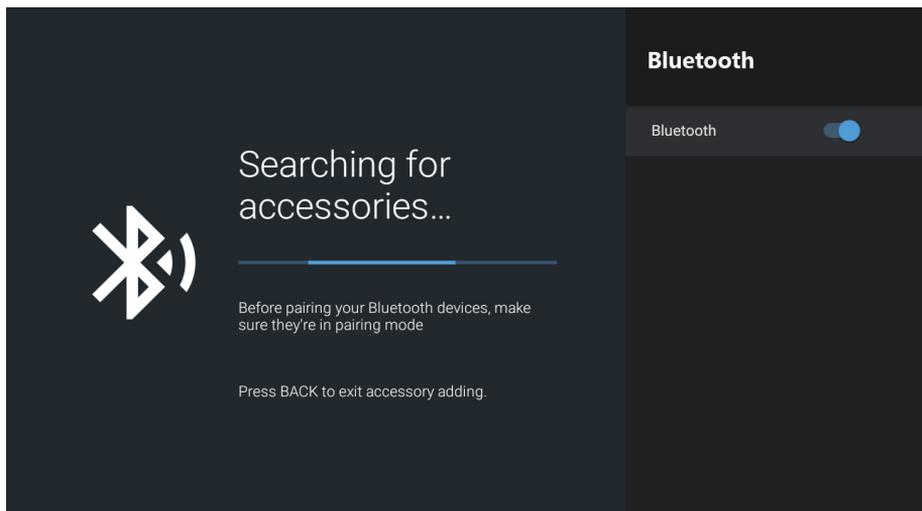 Bluetooth
Bluetooth
Searching for
accessories...
Before pairing your Bluetooth devices, make
sure they're in pairing mode
Press BACK to exit accessory adding.